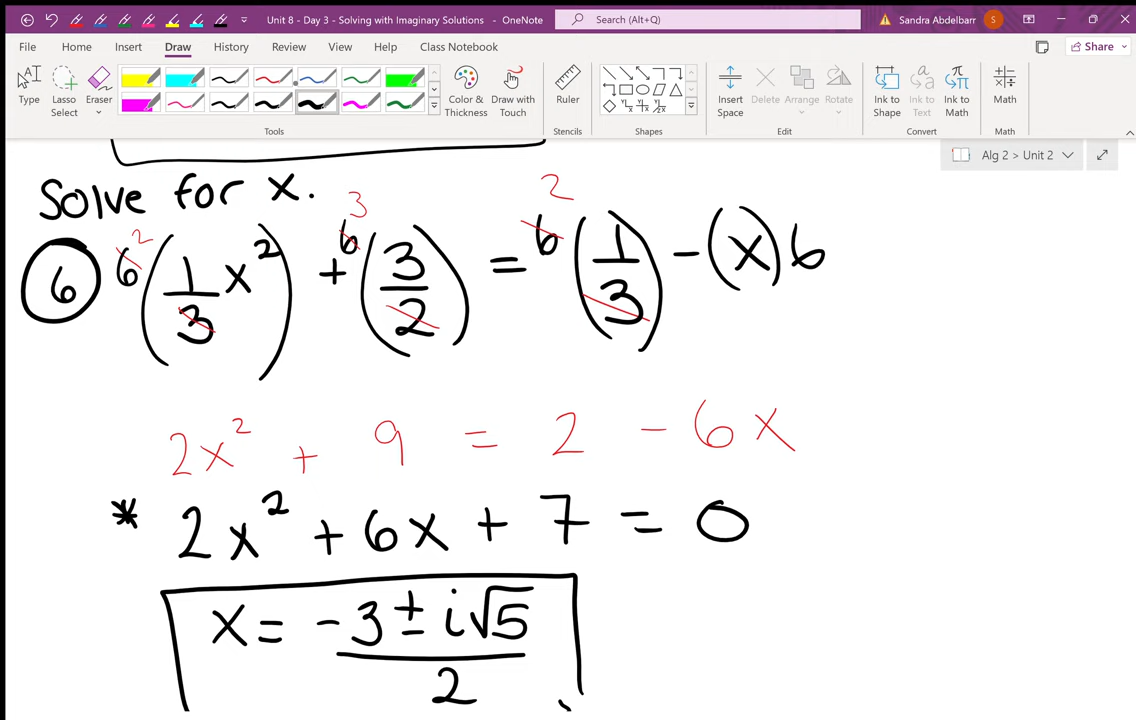 Unit 8 - Day 3 - Solving with Imaginary Solutions - OneNote
Search (Alt+Q)
Sandra Abdelbarr
S
File Home Insert Draw History Review View Help Class Notebook
Share
Type
Lasso Select
Eraser
Color & Thickness
Draw with Touch
Ruler
Insert Space
Delete
Arrange
Rotate
Ink to Shape
Ink to Text
Ink to Math
Math
Tools Stencils Shapes Edit Convert Math
Alg 2 > Unit 2
Solve for x.
2 3 2
6 6(1/3 x²) + 6(3/2) = 6(1/3) - (x)6
2x² + 9 = 2 - 6x
* 2x² + 6x + 7 = 0
x = -3 ± i√5 / 2